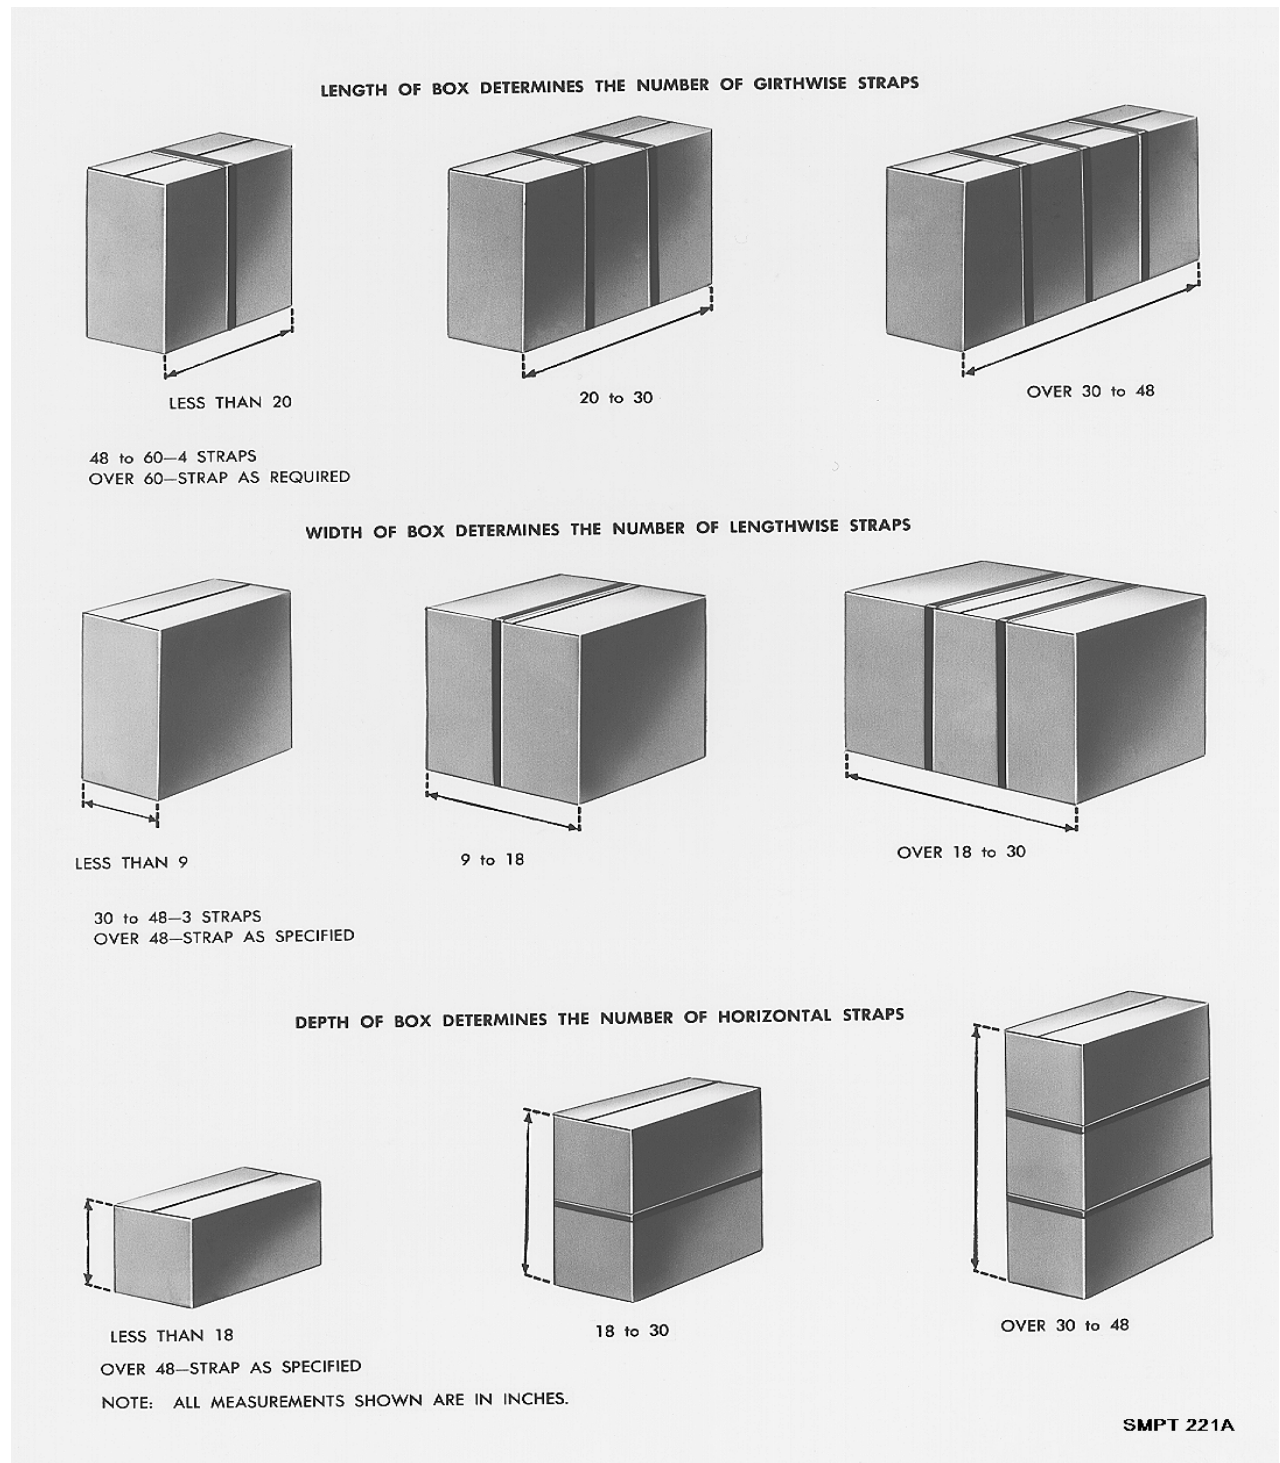 LENGTH OF BOX DETERMINES THE NUMBER OF GIRTHWISE STRAPS
LESS THAN 20
20 to 30
OVER 30 to 48
48 to 60—4 STRAPS
OVER 60—STRAP AS REQUIRED
WIDTH OF BOX DETERMINES THE NUMBER OF LENGTHWISE STRAPS
LESS THAN 9
9 to 18
OVER 18 to 30
30 to 48—3 STRAPS
OVER 48—STRAP AS SPECIFIED
DEPTH OF BOX DETERMINES THE NUMBER OF HORIZONTAL STRAPS
LESS THAN 18
18 to 30
OVER 30 to 48
OVER 48—STRAP AS SPECIFIED
NOTE: ALL MEASUREMENTS SHOWN ARE IN INCHES.
SMPT 221A